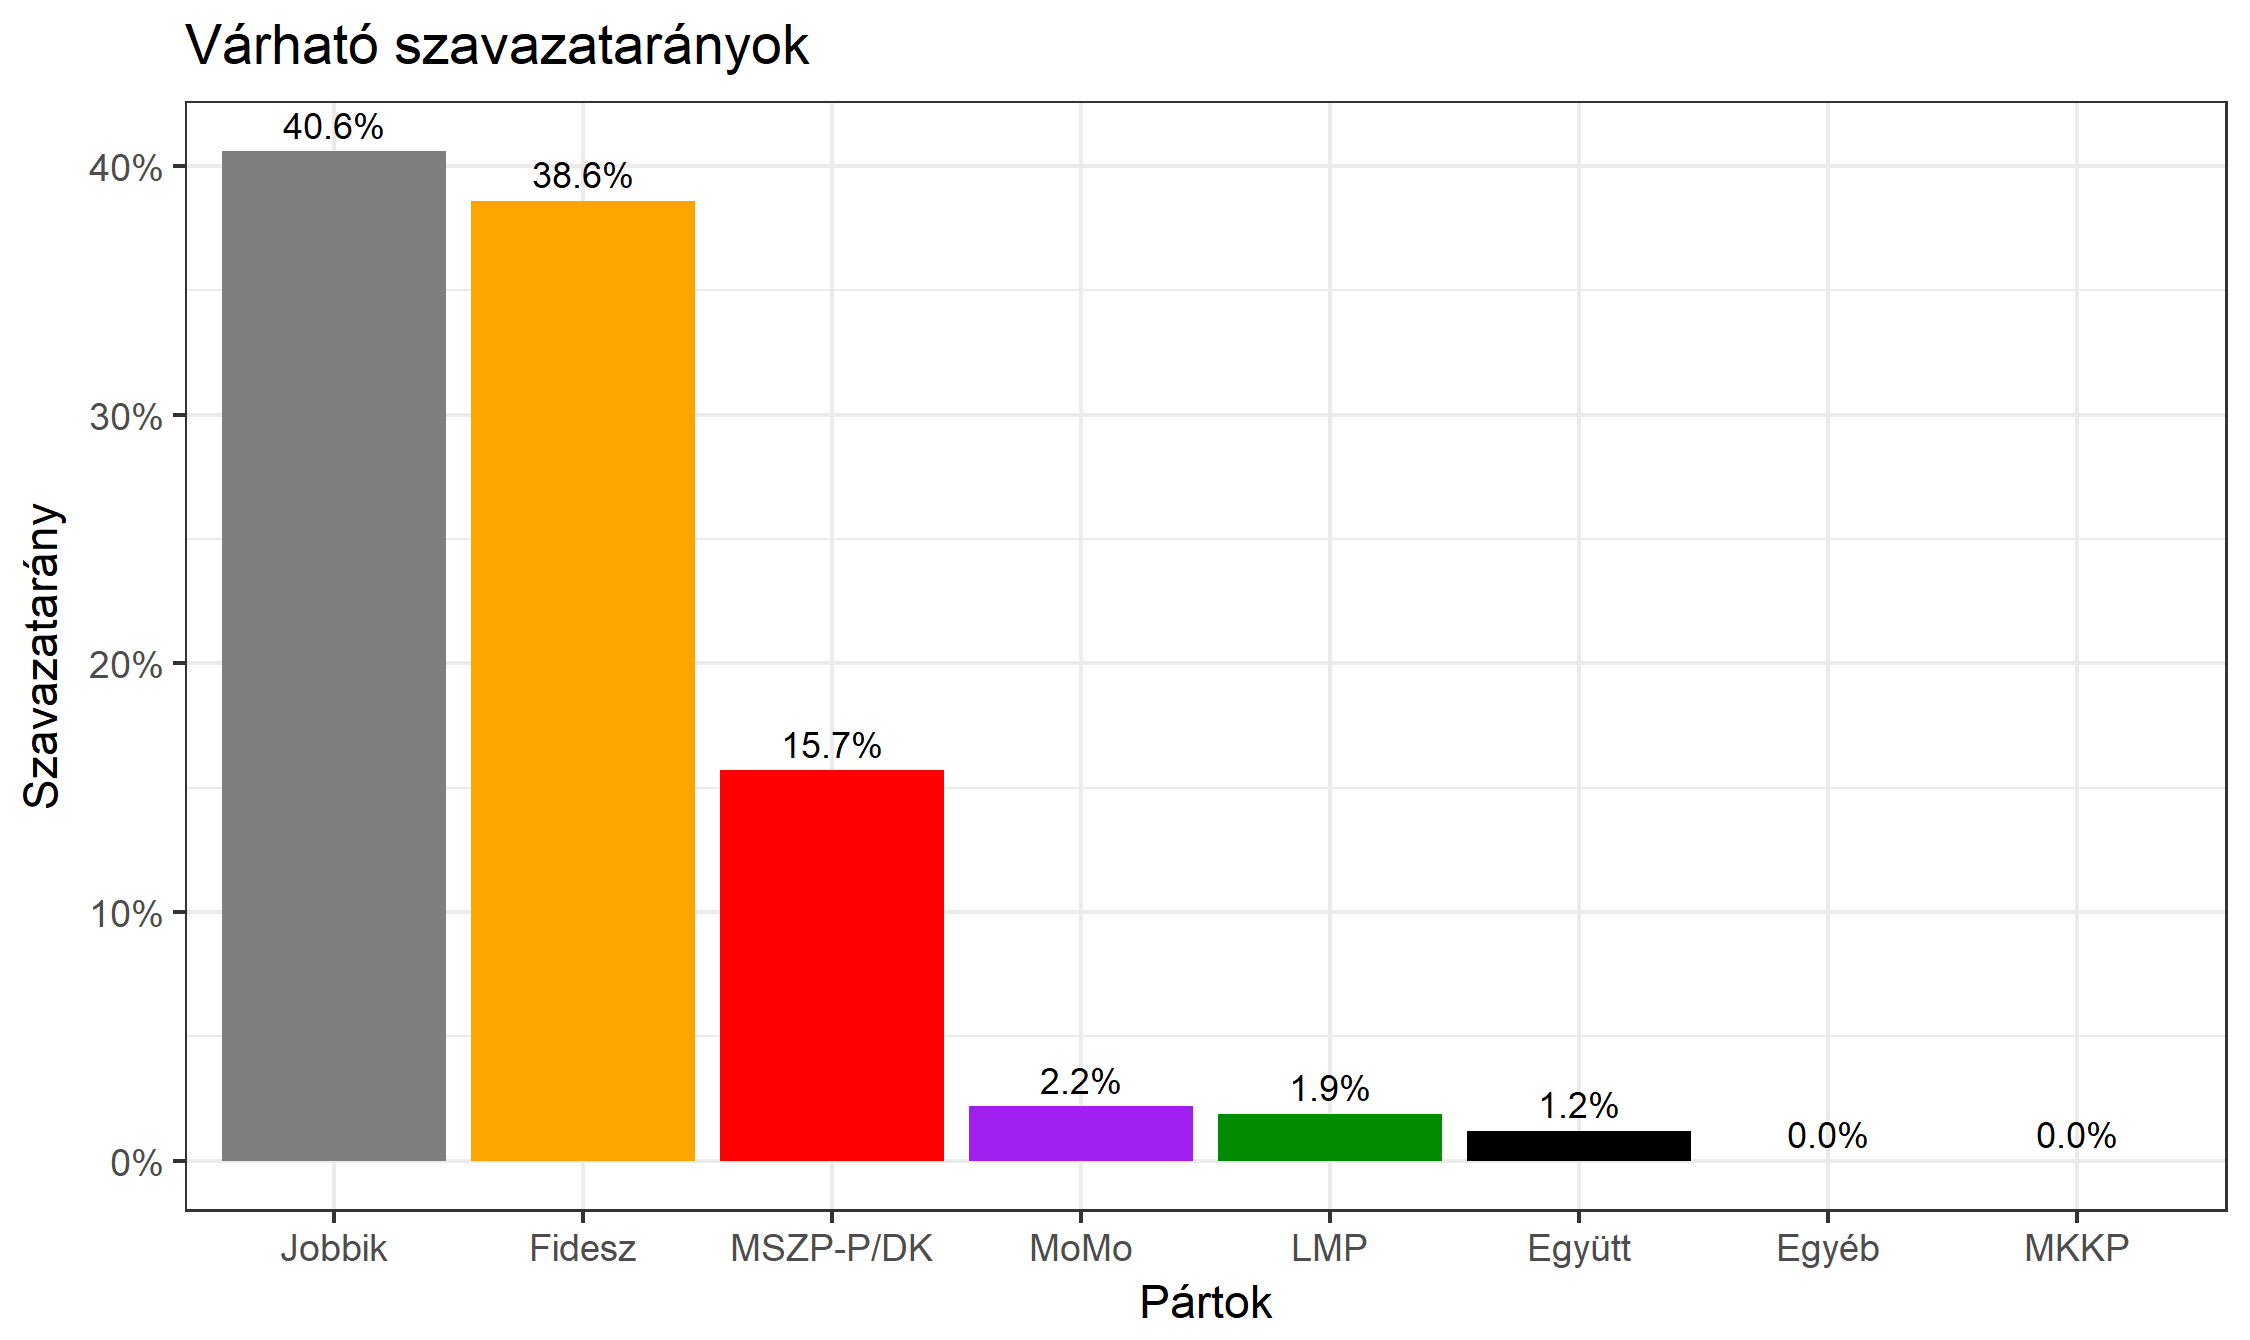 Várható szavazatarányok
40.6%
38.6%
15.7%
2.2%
1.9%
1.2%
0.0%
0.0%
40%
30%
20%
10%
0%
Szavazatarány
Jobbik
Fidesz
MSZP-P/DK
MoMo
LMP
Együtt
Egyéb
MKKP
Pártok